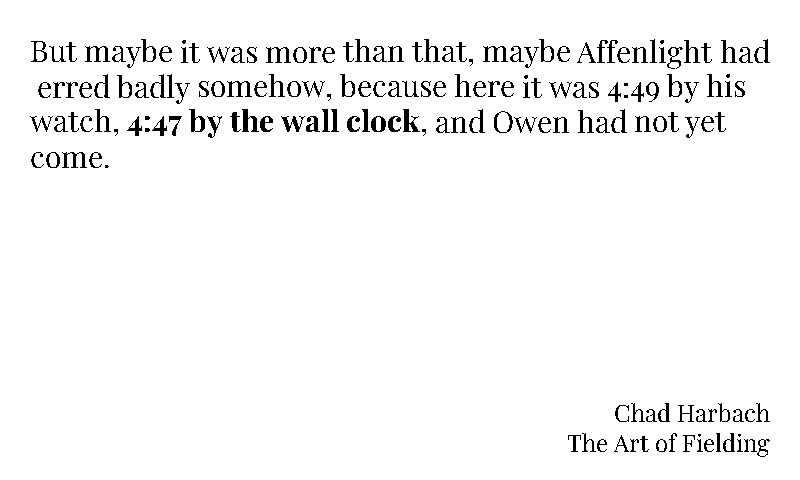 But maybe it was more than that, maybe Affenlight had
erred badly somehow, because here it was 4:49 by his
watch, 4:47 by the wall clock, and Owen had not yet
come.
Chad Harbach
The Art of Fielding